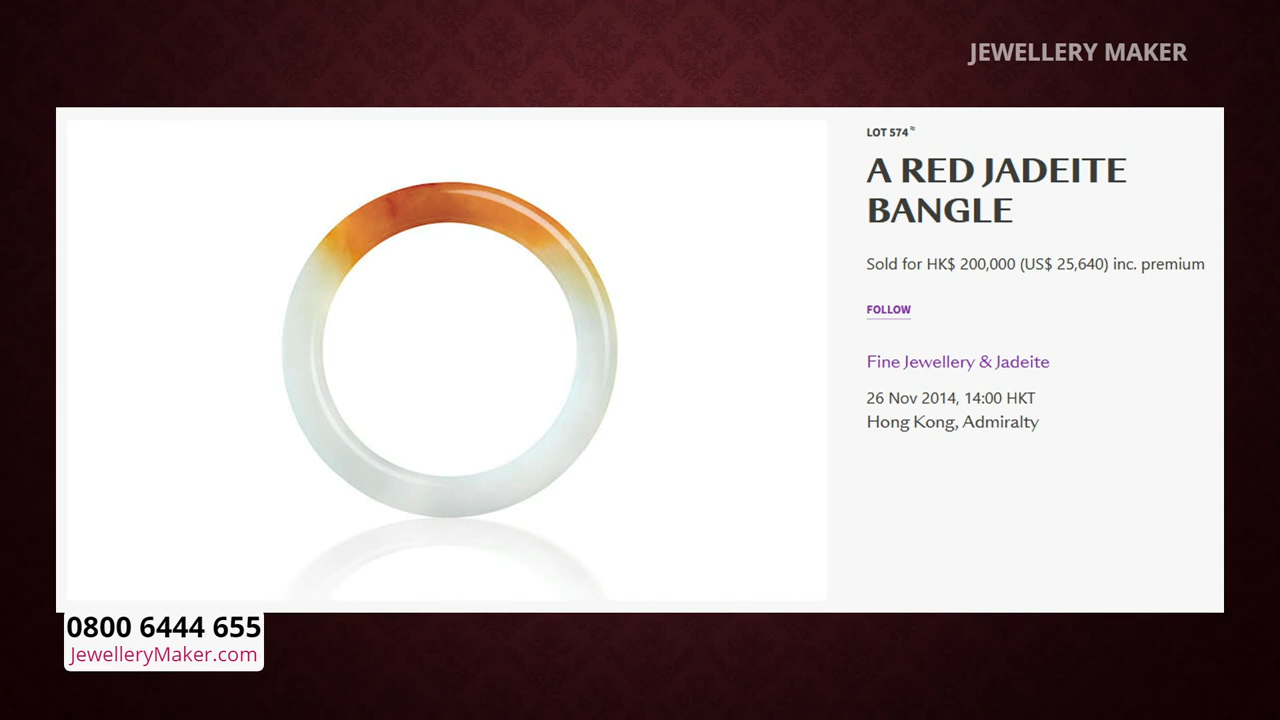 JEWELLERY MAKER
LOT 574≈
A RED JADEITE
BANGLE
Sold for HK$ 200,000 (US$ 25,640) inc. premium
FOLLOW
Fine Jewellery & Jadeite
26 Nov 2014, 14:00 HKT
Hong Kong, Admiralty
0800 6444 655
JewelleryMaker.com